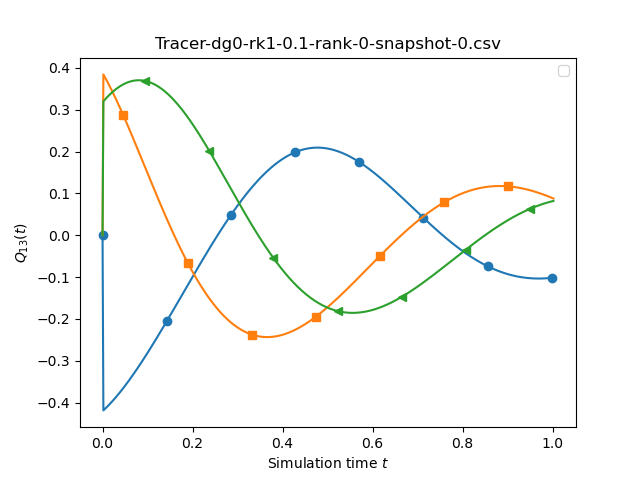 Tracer-dg0-rk1-0.1-rank-0-snapshot-0.csv
0.4
0.3
0.2
0.1
0.0
−0.1
−0.2
−0.3
−0.4
Q₁₃(t)
0.0 0.2 0.4 0.6 0.8 1.0
Simulation time t